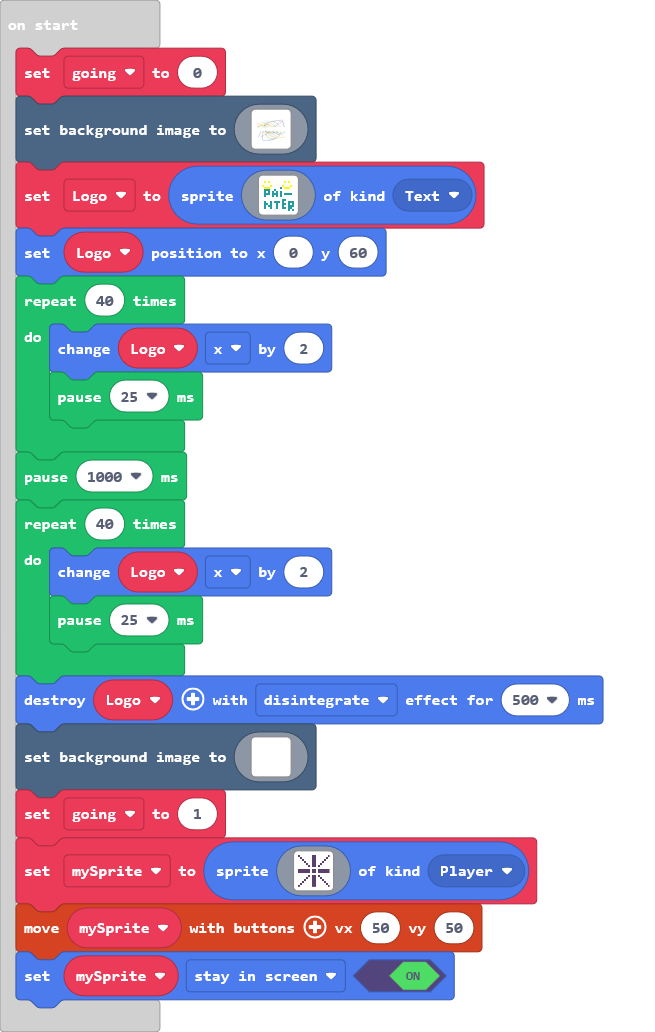 on start
set going to 0
set background image to
set Logo to sprite PAI-NTER of kind Text
set Logo position to x 0 y 60
repeat 40 times
do change Logo x by 2
pause 25 ms
pause 1000 ms
repeat 40 times
do change Logo x by 2
pause 25 ms
destroy Logo with disintegrate effect for 500 ms
set background image to
set going to 1
set mySprite to sprite of kind Player
move mySprite with buttons vx 50 vy 50
set mySprite stay in screen ON